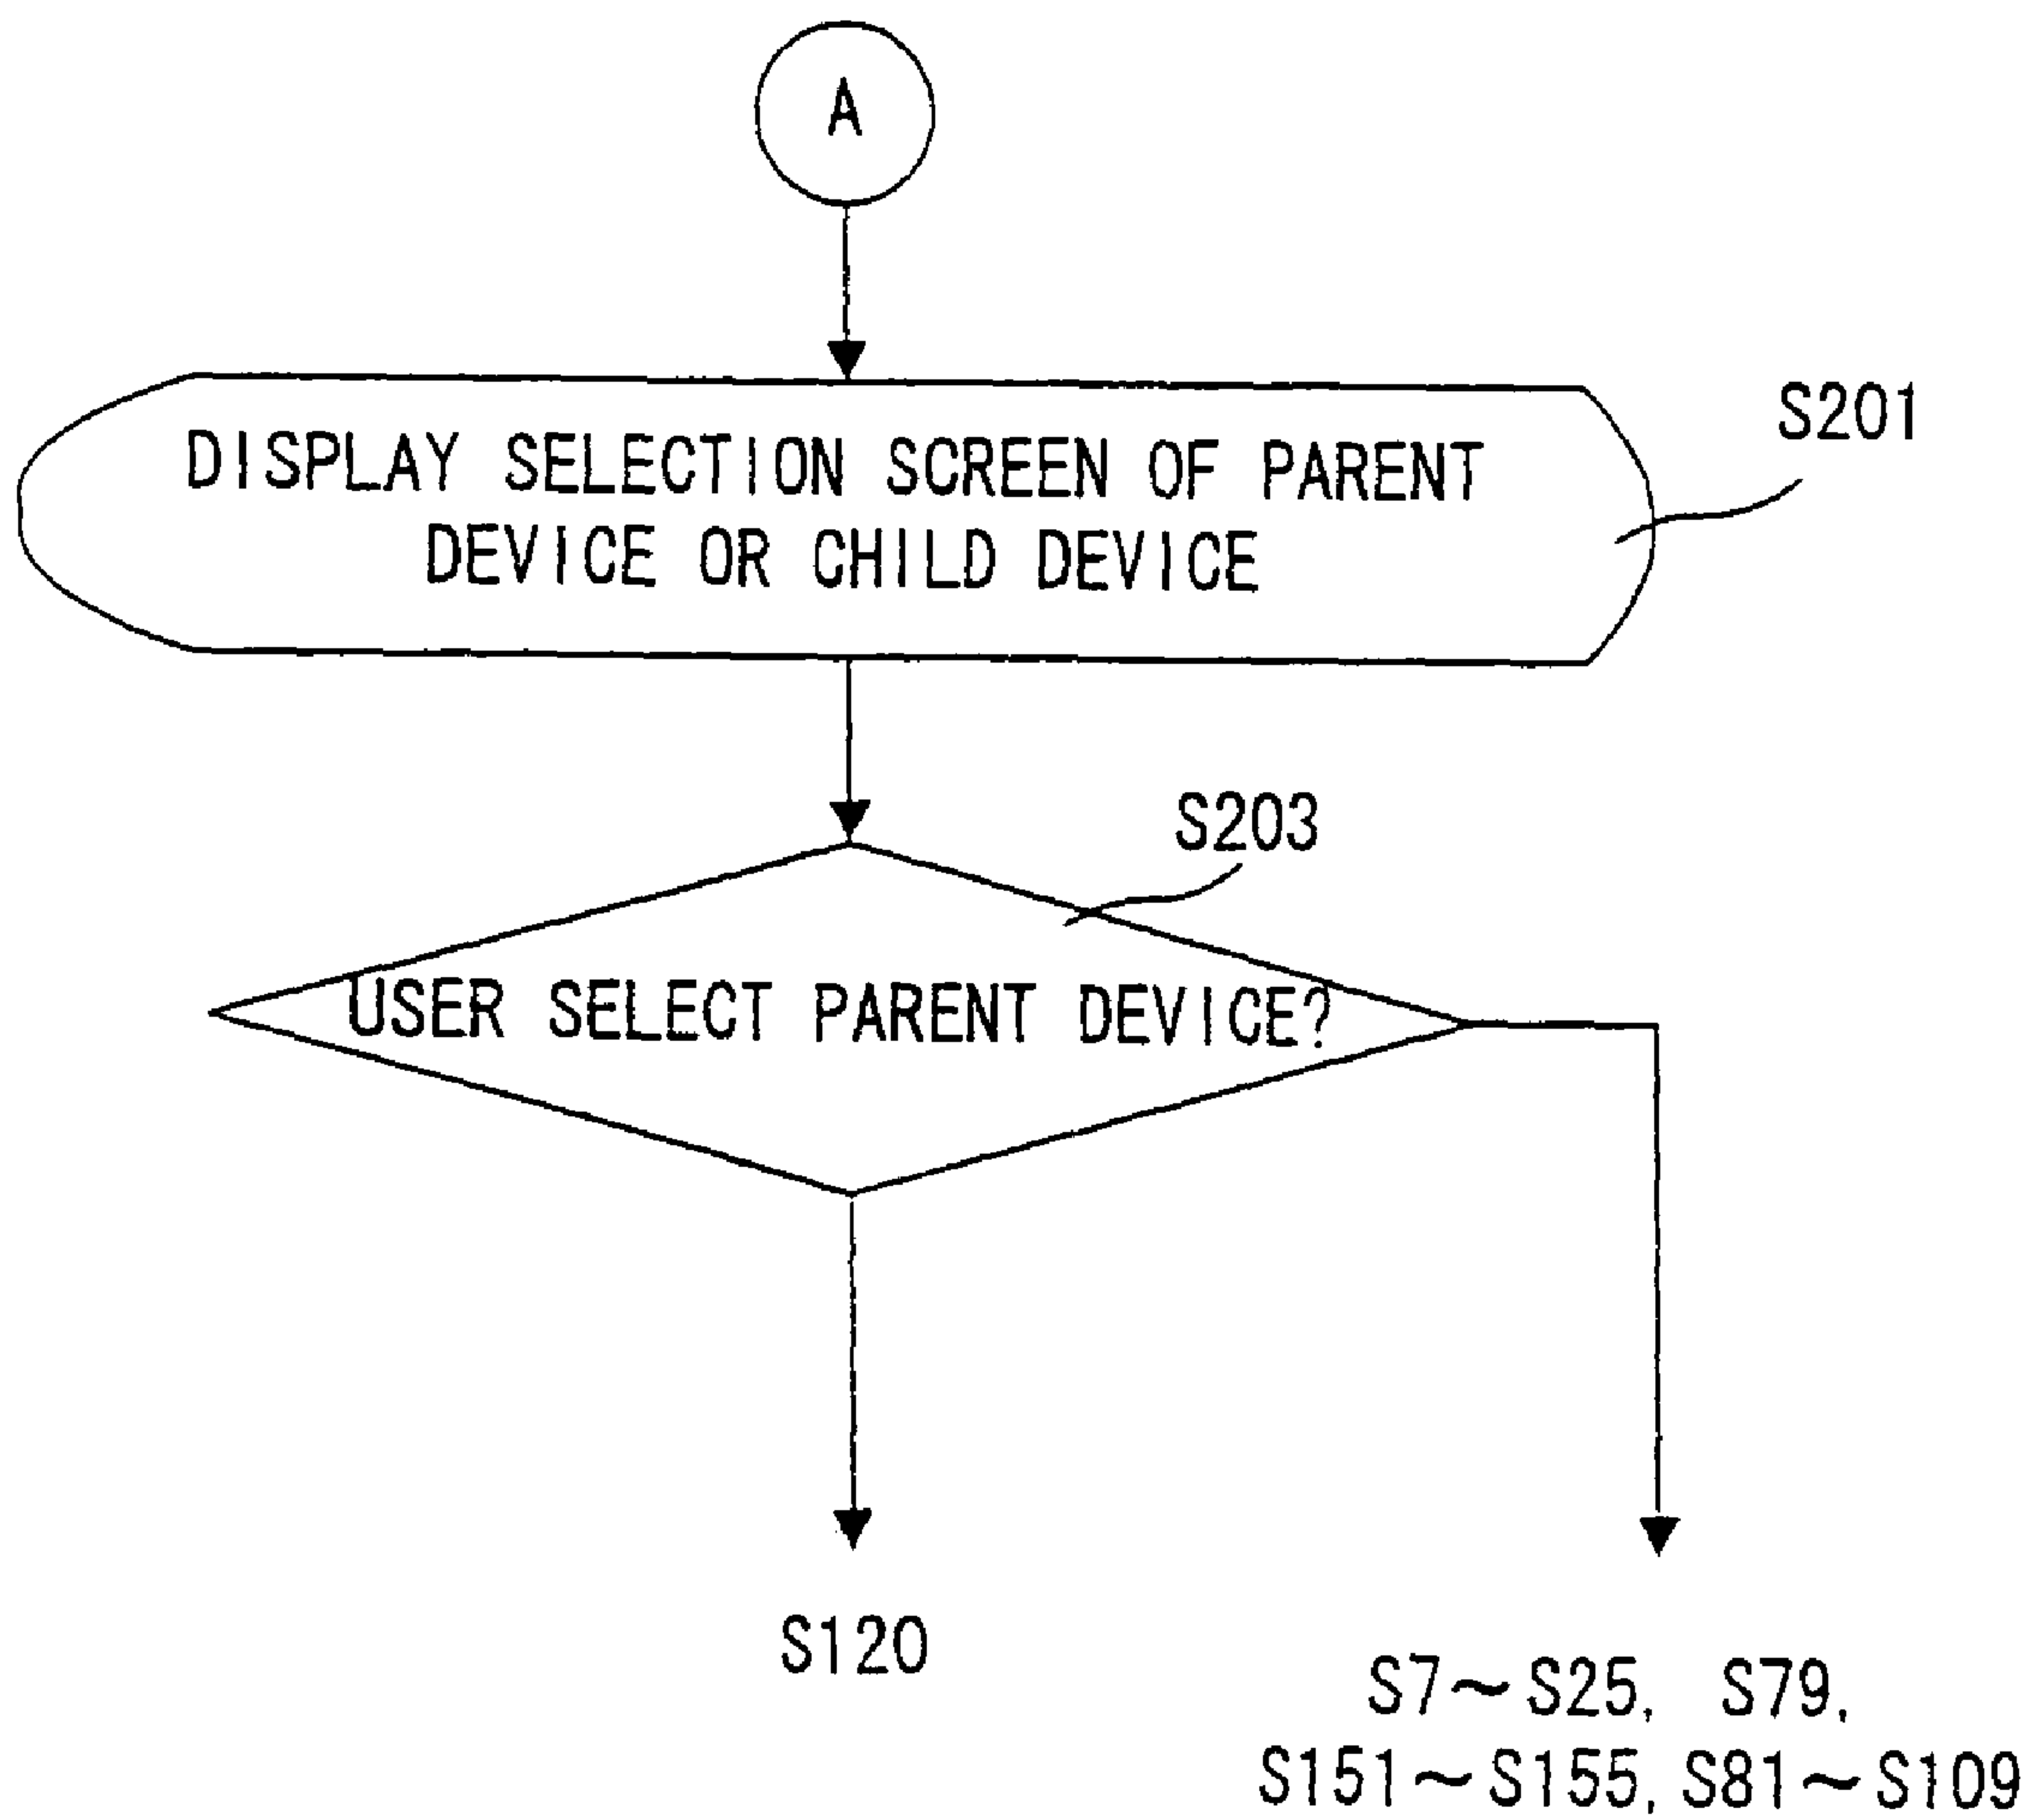 A
S201
DISPLAY SELECTION SCREEN OF PARENT
DEVICE OR CHILD DEVICE
S203
USER SELECT PARENT DEVICE?
S120
S7~S25, S79,
S151~S155, S81~S109